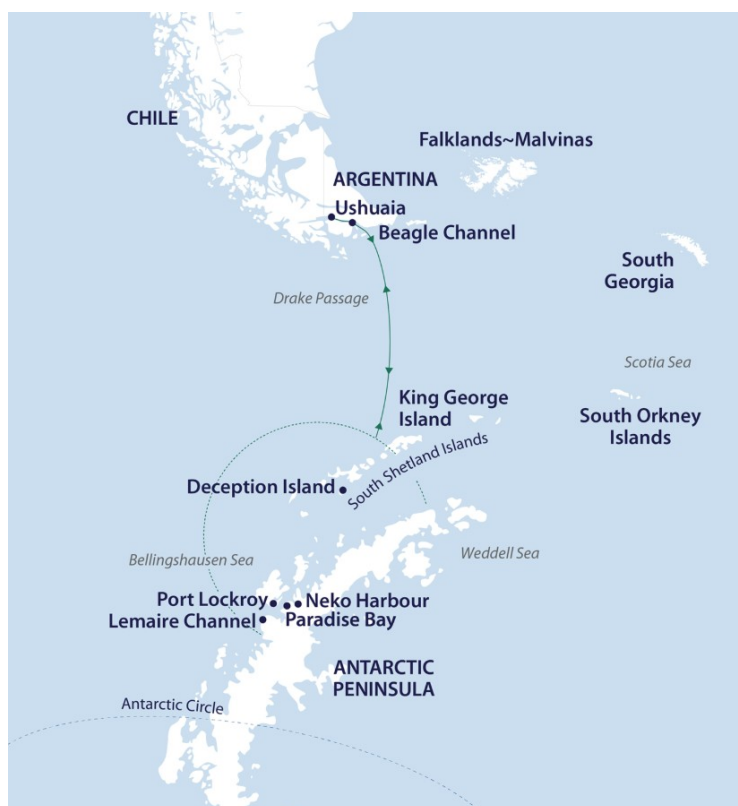 CHILE
Falklands~Malvinas
ARGENTINA
Ushuaia
Beagle Channel
South
Georgia
Drake Passage
Scotia Sea
King George
Island
South Orkney
Islands
South Shetland Islands
Deception Island
Bellingshausen Sea
Weddell Sea
Port Lockroy
Neko Harbour
Lemaire Channel
Paradise Bay
ANTARCTIC
PENINSULA
Antarctic Circle